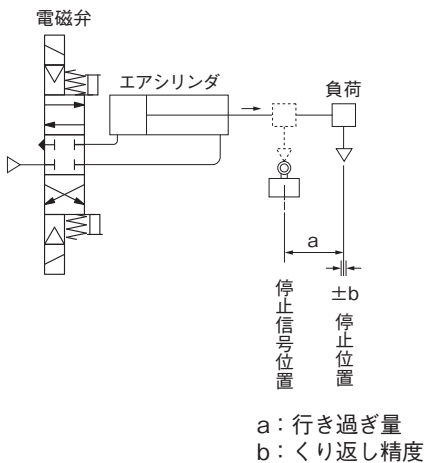 電磁弁
エアシリンダ
負荷
a
±b
停止信号位置
停止位置
a：行き過ぎ量
b：くり返し精度